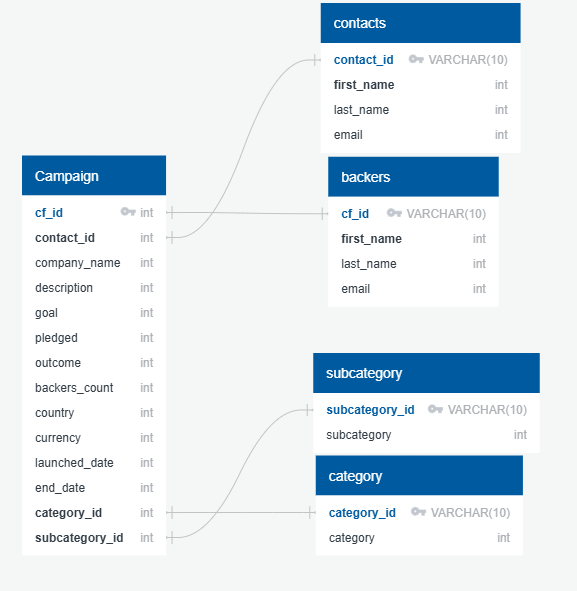 contacts
contact_id VARCHAR(10)
first_name int
last_name int
email int
Campaign
cf_id int
contact_id int
company_name int
description int
goal int
pledged int
outcome int
backers_count int
country int
currency int
launched_date int
end_date int
category_id int
subcategory_id int
backers
cf_id VARCHAR(10)
first_name int
last_name int
email int
subcategory
subcategory_id VARCHAR(10)
subcategory int
category
category_id VARCHAR(10)
category int